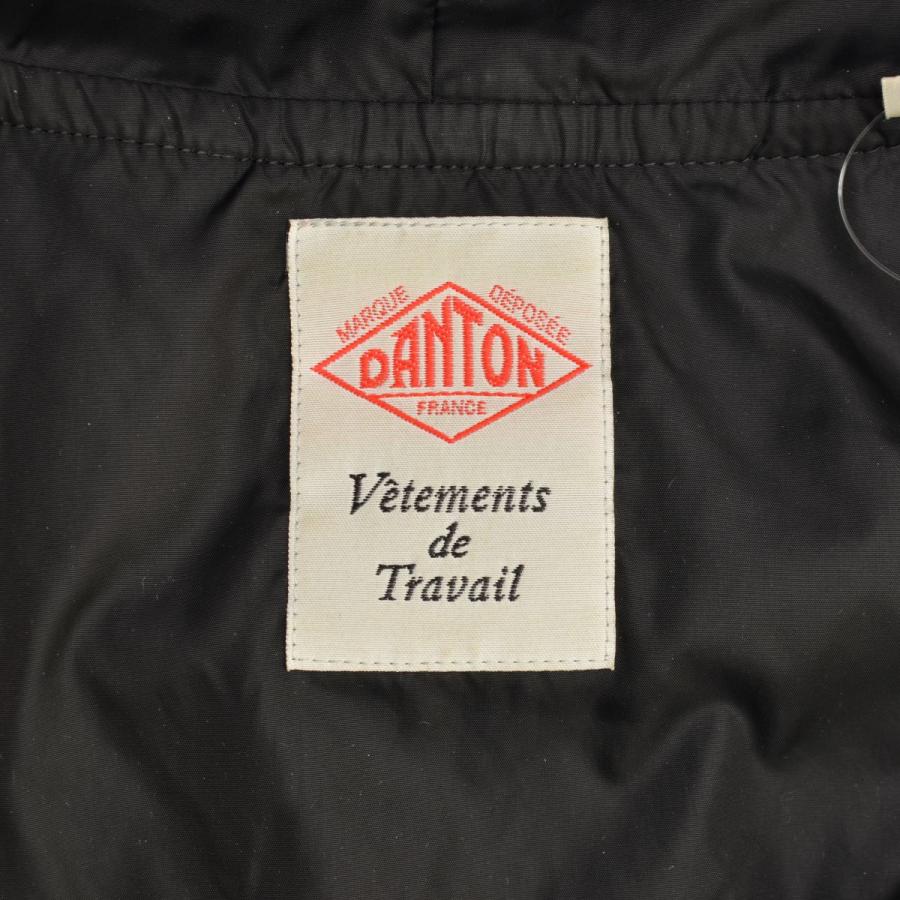 MARQUE DÉPOSÉE
DANTON
FRANCE
Vêtements
de
Travail